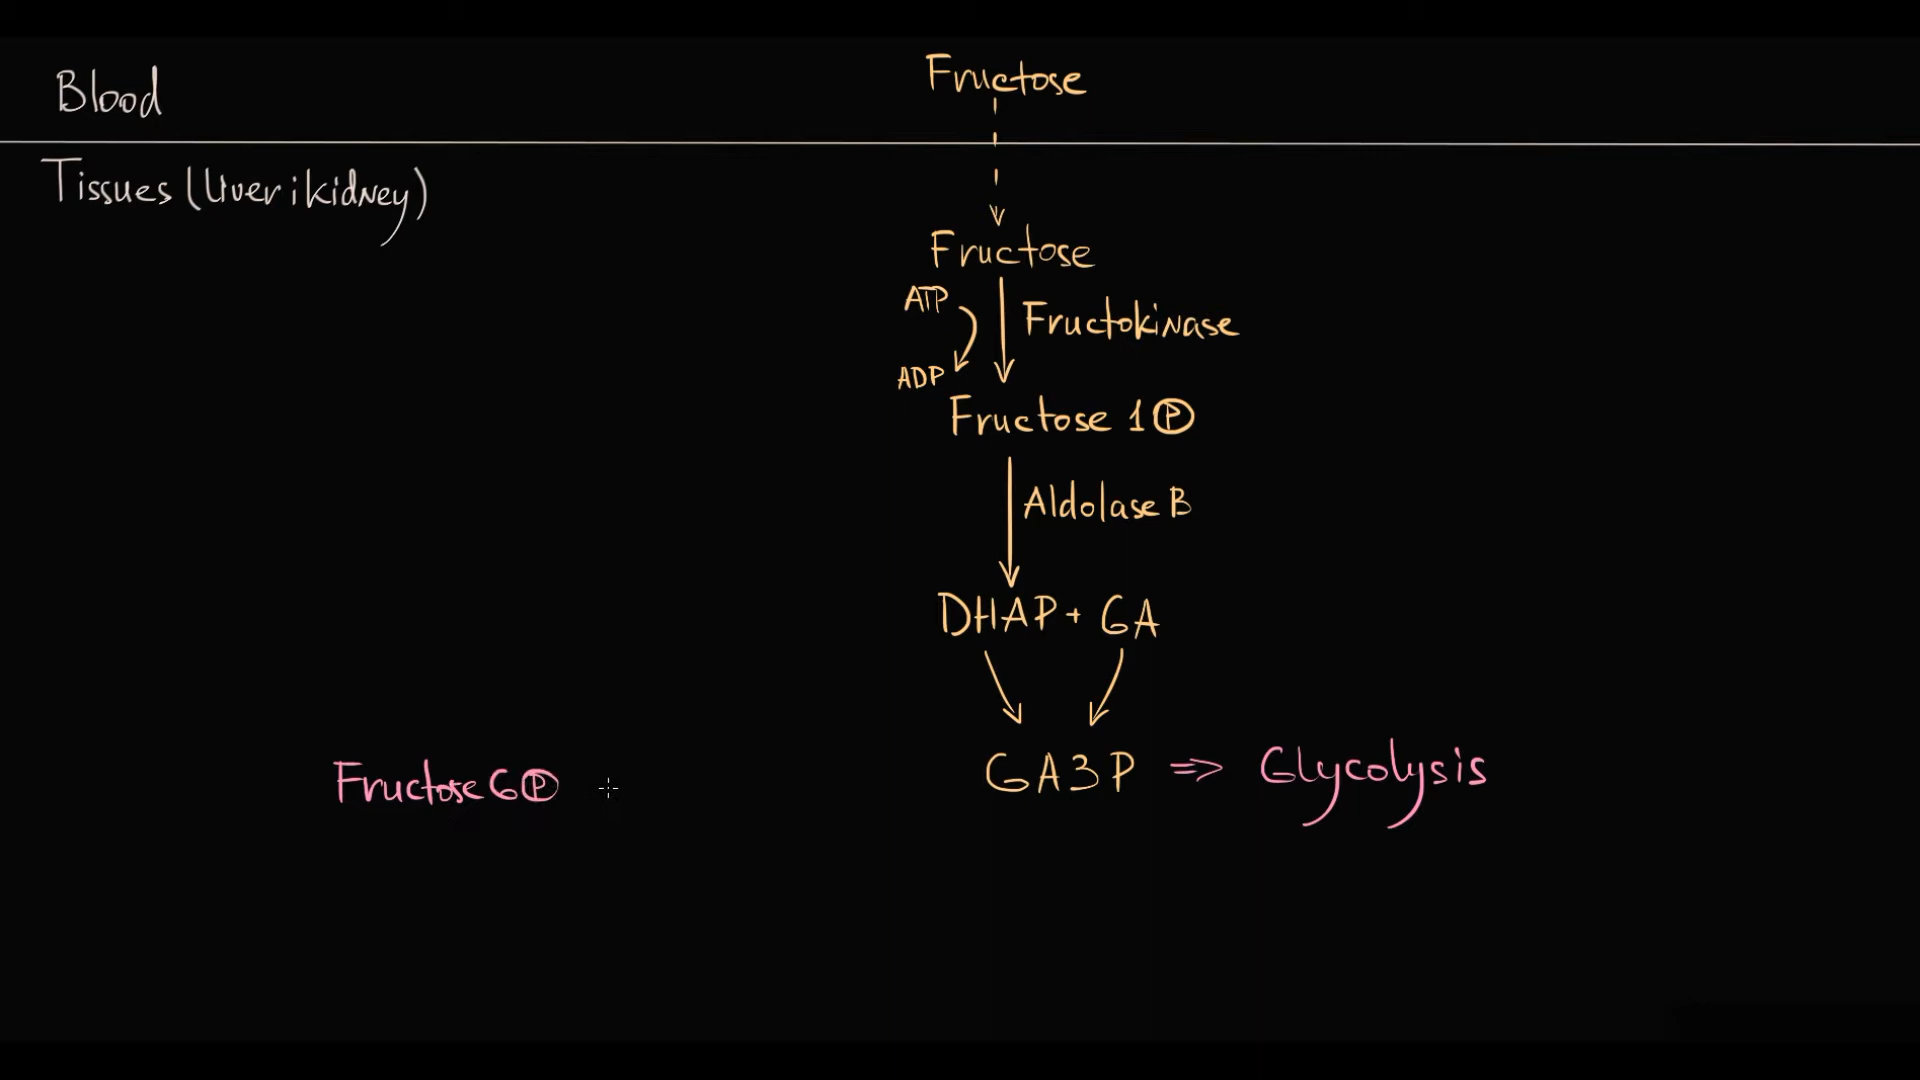 Blood
Fructose
Tissues (liver i kidney)
Fructose
ATP
Fructokinase
ADP
Fructose 1 P
Aldolase B
DHAP + GA
Fructose 6 P
GA3P => Glycolysis